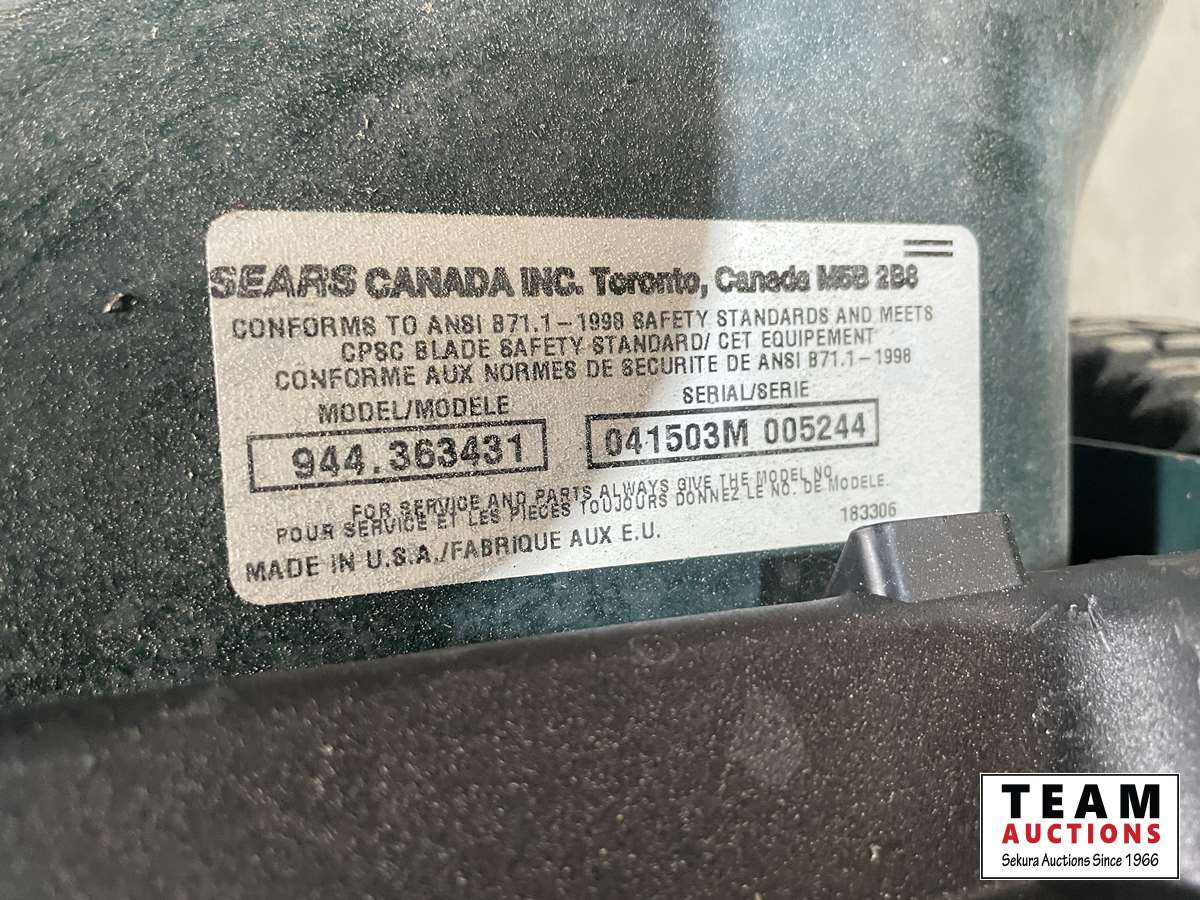 SEARS CANADA INC. Toronto, Canada M5B 2B8
CONFORMS TO ANSI B71.1-1998 SAFETY STANDARDS AND MEETS
CPSC BLADE SAFETY STANDARD/ CET EQUIPEMENT
CONFORME AUX NORMES DE SECURITE DE ANSI B71.1-1998
MODEL/MODELE
SERIAL/SERIE
944.363431
041503M 005244
FOR SERVICE AND PARTS ALWAYS GIVE THE MODEL NO.
POUR SERVICE ET LES PIECES TOUJOURS DONNEZ LE NO. DE MODELE.
183306
MADE IN U.S.A./FABRIQUE AUX E.U.
TEAM
AUCTIONS
Sekura Auctions Since 1966